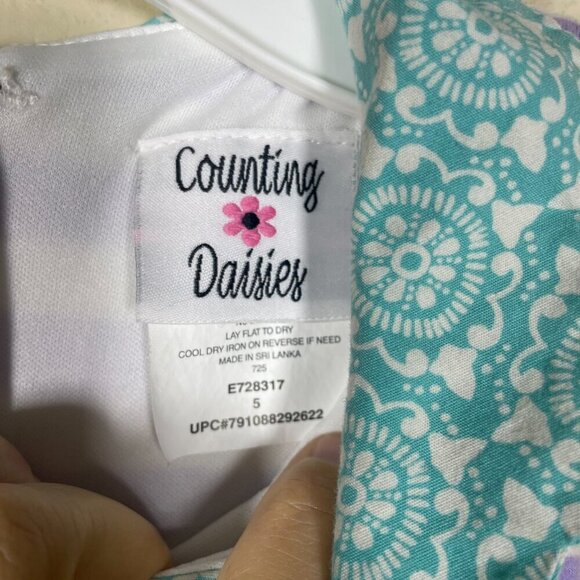 Counting
Daisies
LAY FLAT TO DRY
COOL DRY IRON ON REVERSE IF NEED
MADE IN SRI LANKA
725
E728317
5
UPC#791088292622